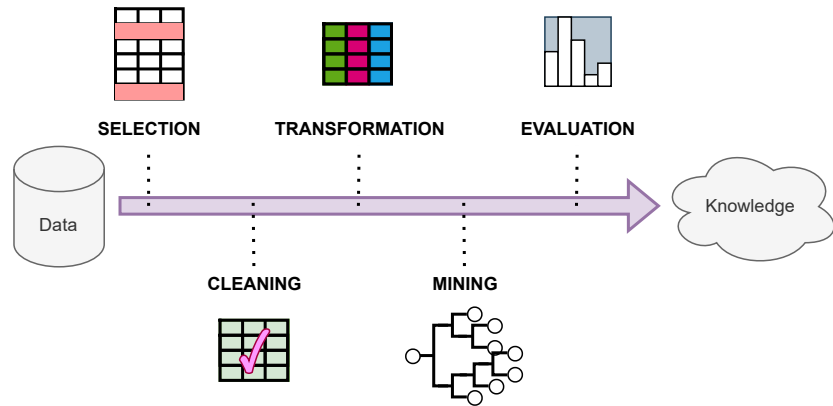 SELECTION
TRANSFORMATION
EVALUATION
Data
Knowledge
CLEANING
MINING